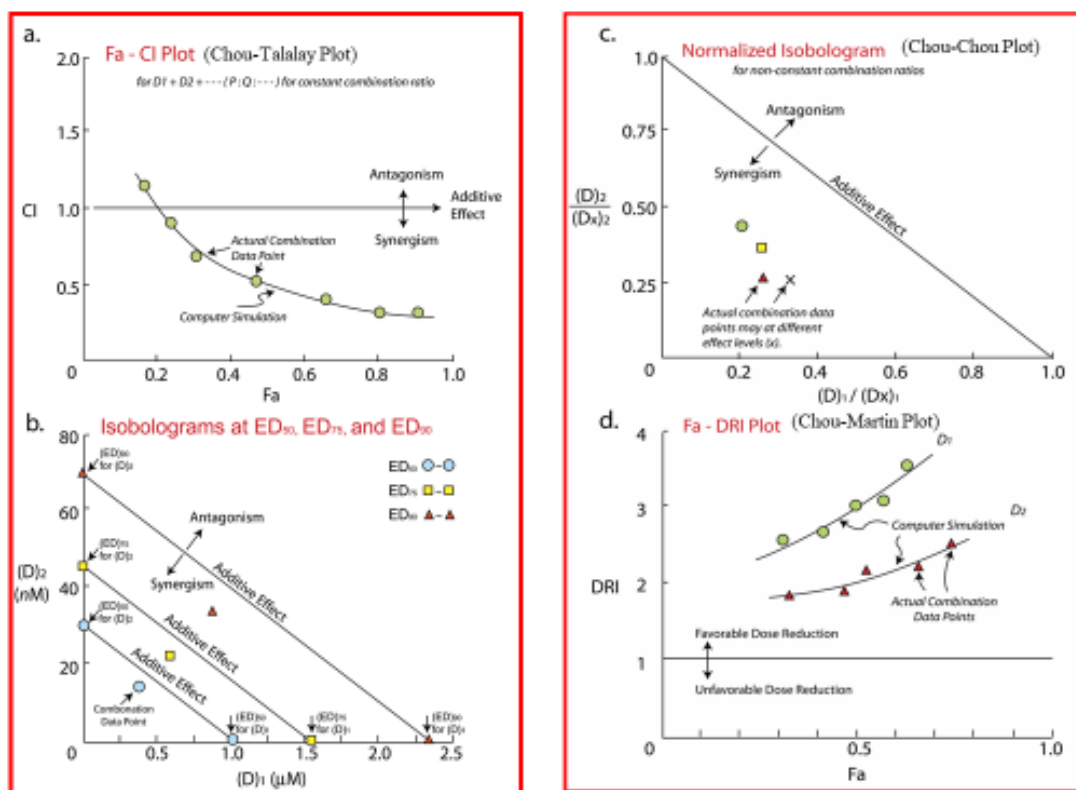 a.
Fa - CI Plot (Chou-Talalay Plot)
for D1 + D2 + --- ( P : Q : --- ) for constant combination ratio
2.0
1.5
1.0
0.5
0
CI
Antagonism
Additive
Effect
Synergism
Actural Combination
Data Point
Computer Simulation
0.2
0.4
0.6
0.8
1.0
Fa
b.
Isobolograms at ED50, ED75, and ED90
80
60
40
20
0
(D)2
(nM)
for (D)2
ED50
ED75
ED90
Antagonism
Synergism
Additive Effect
(ED)75
for (D)2
for (D)2
Additive Effect
Additive Effect
Combonation
Data Point
(ED)50
(ED)75
for (D)1
(ED)90
0.5
1.0
1.5
2.0
2.5
(D)1 (μM)
c.
Normalized Isobologram (Chou-Chou Plot)
for non-constant combination ratios
1.0
0.75
0.50
0.25
0
(D)2
(Dx)2
Antagonism
Synergism
Additive Effect
Actual combination data
points may at different
effect levels (x).
0.2
0.4
0.6
0.8
1.0
(D)1 / (Dx)1
d.
Fa - DRI Plot (Chou-Martin Plot)
4
3
2
1
0
DRI
D1
D2
Computer Simulation
Actual Combination
Data Points
Favorable Dose Reduction
Unfavorable Dose Reduction
0.5
1.0
Fa